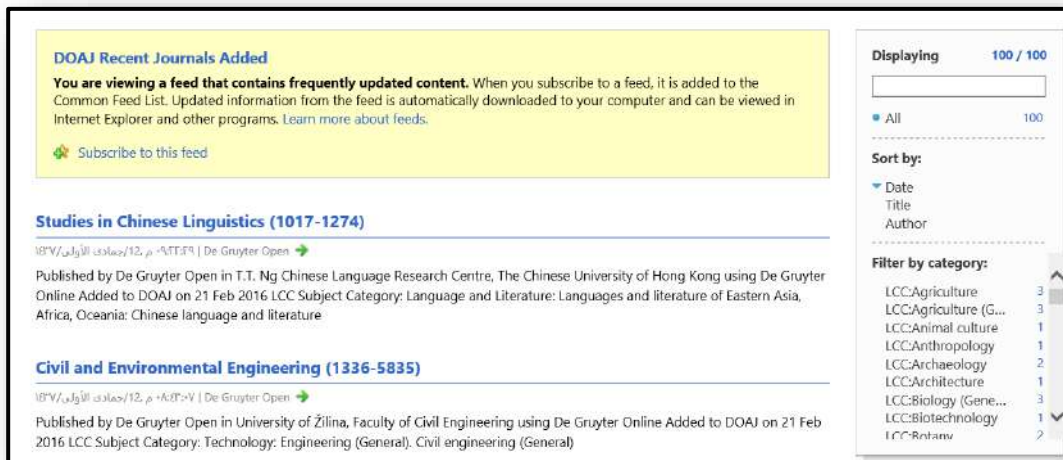 DOAJ Recent Journals Added
You are viewing a feed that contains frequently updated content. When you subscribe to a feed, it is added to the
Common Feed List. Updated information from the feed is automatically downloaded to your computer and can be viewed in
Internet Explorer and other programs. Learn more about feeds.
Subscribe to this feed
Studies in Chinese Linguistics (1017-1274)
12/جمادى الأولى, م | De Gruyter Open
Published by De Gruyter Open in T.T. Ng Chinese Language Research Centre, The Chinese University of Hong Kong using De Gruyter
Online Added to DOAJ on 21 Feb 2016 LCC Subject Category: Language and Literature: Languages and literature of Eastern Asia,
Africa, Oceania: Chinese language and literature
Civil and Environmental Engineering (1336-5835)
12/جمادى الأولى, م | De Gruyter Open
Published by De Gruyter Open in University of Žilina, Faculty of Civil Engineering using De Gruyter Online Added to DOAJ on 21 Feb
2016 LCC Subject Category: Technology: Engineering (General). Civil engineering (General)
Displaying 100 / 100
All 100
Sort by:
Date
Title
Author
Filter by category:
LCC:Agriculture 3
LCC:Agriculture (G... 3
LCC:Animal culture 1
LCC:Anthropology 1
LCC:Archaeology 2
LCC:Architecture 1
LCC:Biology (Gene... 3
LCC:Biotechnology 1
LCC:Botany 2